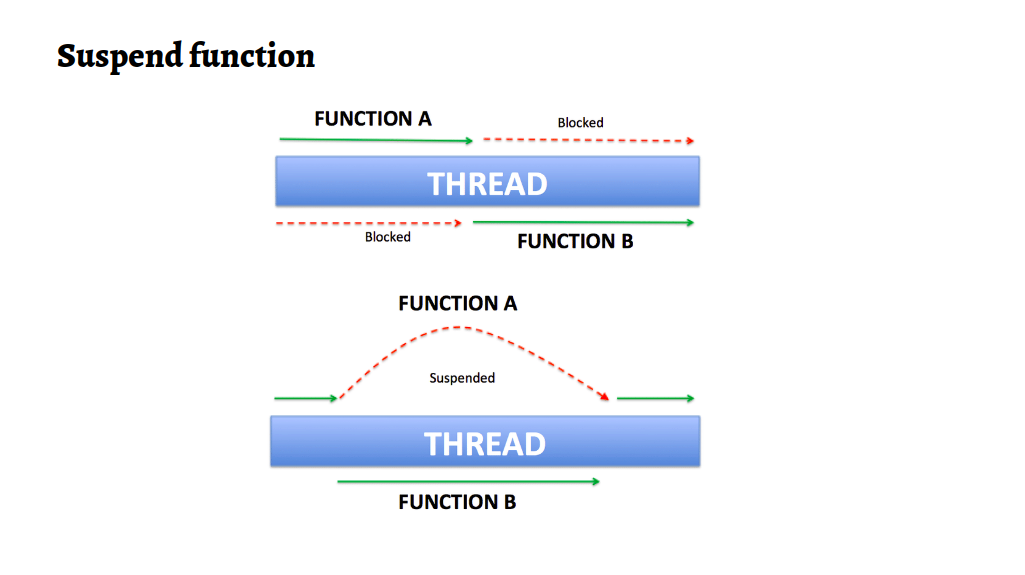 Suspend function
FUNCTION A
Blocked
THREAD
Blocked
FUNCTION B
FUNCTION A
Suspended
THREAD
FUNCTION B